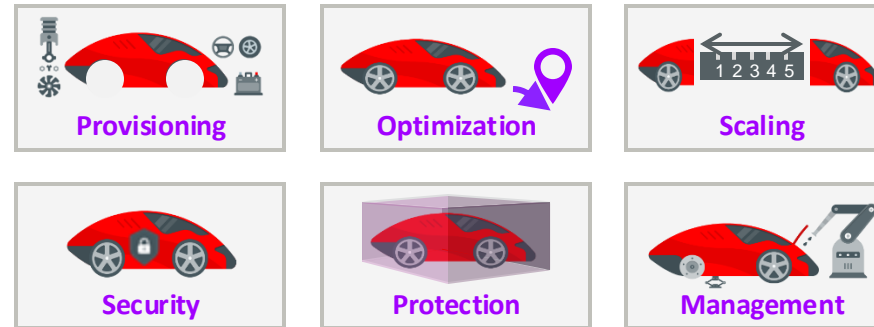 Provisioning
Optimization
1 2 3 4 5
Scaling
Security
Protection
Management